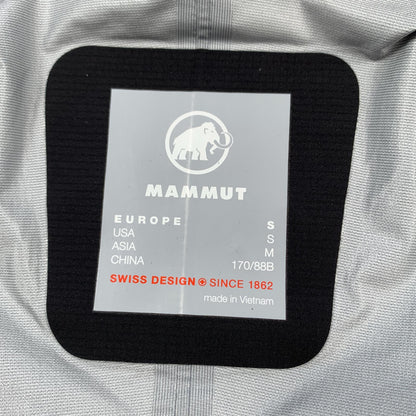 MAMMUT
EUROPE S
USA S
ASIA M
CHINA 170/88B
SWISS DESIGN SINCE 1862
made in Vietnam